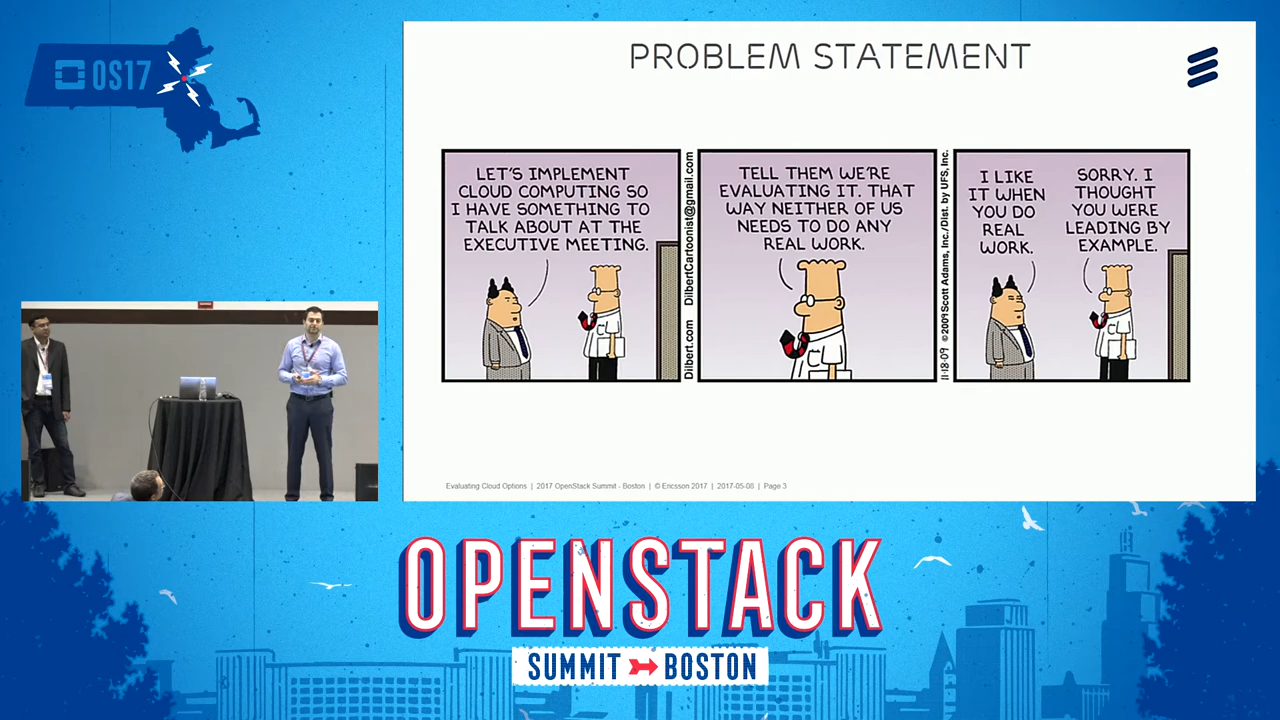 OS17
PROBLEM STATEMENT
LET'S IMPLEMENT
CLOUD COMPUTING SO
I HAVE SOMETHING TO
TALK ABOUT AT THE
EXECUTIVE MEETING.
Dilbert.com DilbertCartoonist@gmail.com
TELL THEM WE'RE
EVALUATING IT. THAT
WAY NEITHER OF US
NEEDS TO DO ANY
REAL WORK.
11-18-09 ©2009 Scott Adams, Inc./Dist. by UFS, Inc.
I LIKE
IT WHEN
YOU DO
REAL
WORK.
SORRY. I
THOUGHT
YOU WERE
LEADING BY
EXAMPLE.
Evaluating Cloud Options | 2017 OpenStack Summit - Boston | © Ericsson 2017 | 2017-05-08 | Page 3
OPENSTACK
SUMMIT BOSTON